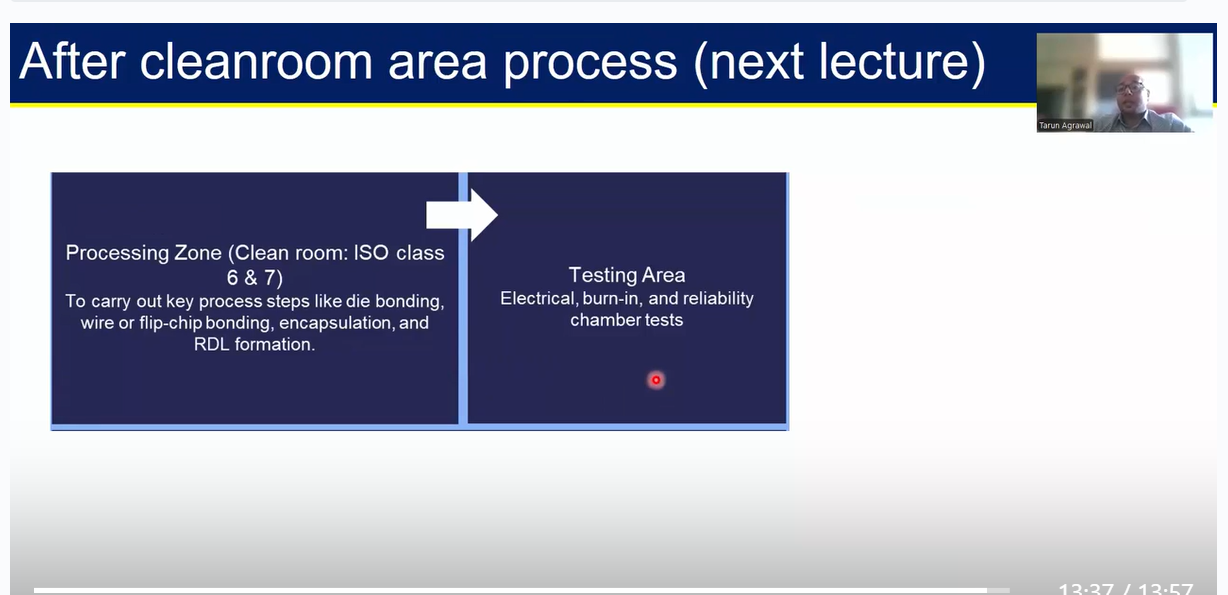 After cleanroom area process (next lecture)
Tarun Agrawal
Processing Zone (Clean room: ISO class
6 & 7)
To carry out key process steps like die bonding,
wire or flip-chip bonding, encapsulation, and
RDL formation.
Testing Area
Electrical, burn-in, and reliability
chamber tests
13:37 / 13:57